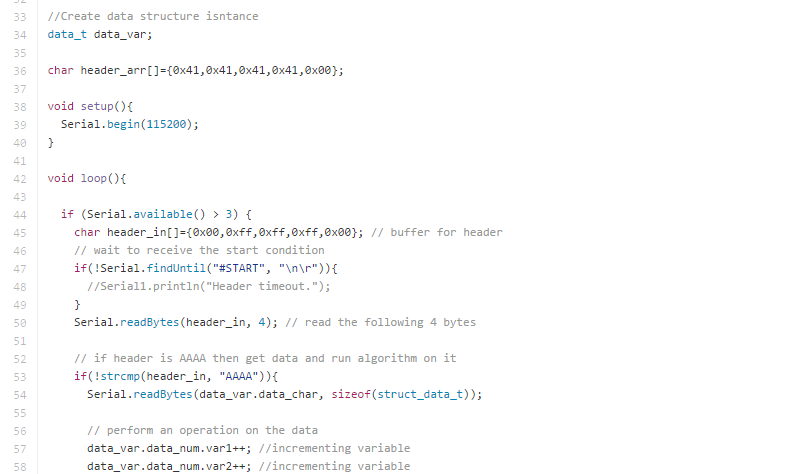 32
33 //Create data structure isntance
34 data_t data_var;
35
36 char header_arr[]={0x41,0x41,0x41,0x41,0x00};
37
38 void setup(){
39 Serial.begin(115200);
40 }
41
42 void loop(){
43
44 if (Serial.available() > 3) {
45 char header_in[]={0x00,0xff,0xff,0xff,0x00}; // buffer for header
46 // wait to receive the start condition
47 if(!Serial.findUntil("#START", "\n\r")){
48 //Serial1.println("Header timeout.");
49 }
50 Serial.readBytes(header_in, 4); // read the following 4 bytes
51
52 // if header is AAAA then get data and run algorithm on it
53 if(!strcmp(header_in, "AAAA")){
54 Serial.readBytes(data_var.data_char, sizeof(struct_data_t));
55
56 // perform an operation on the data
57 data_var.data_num.var1++; //incrementing variable
58 data_var.data_num.var2++; //incrementing variable